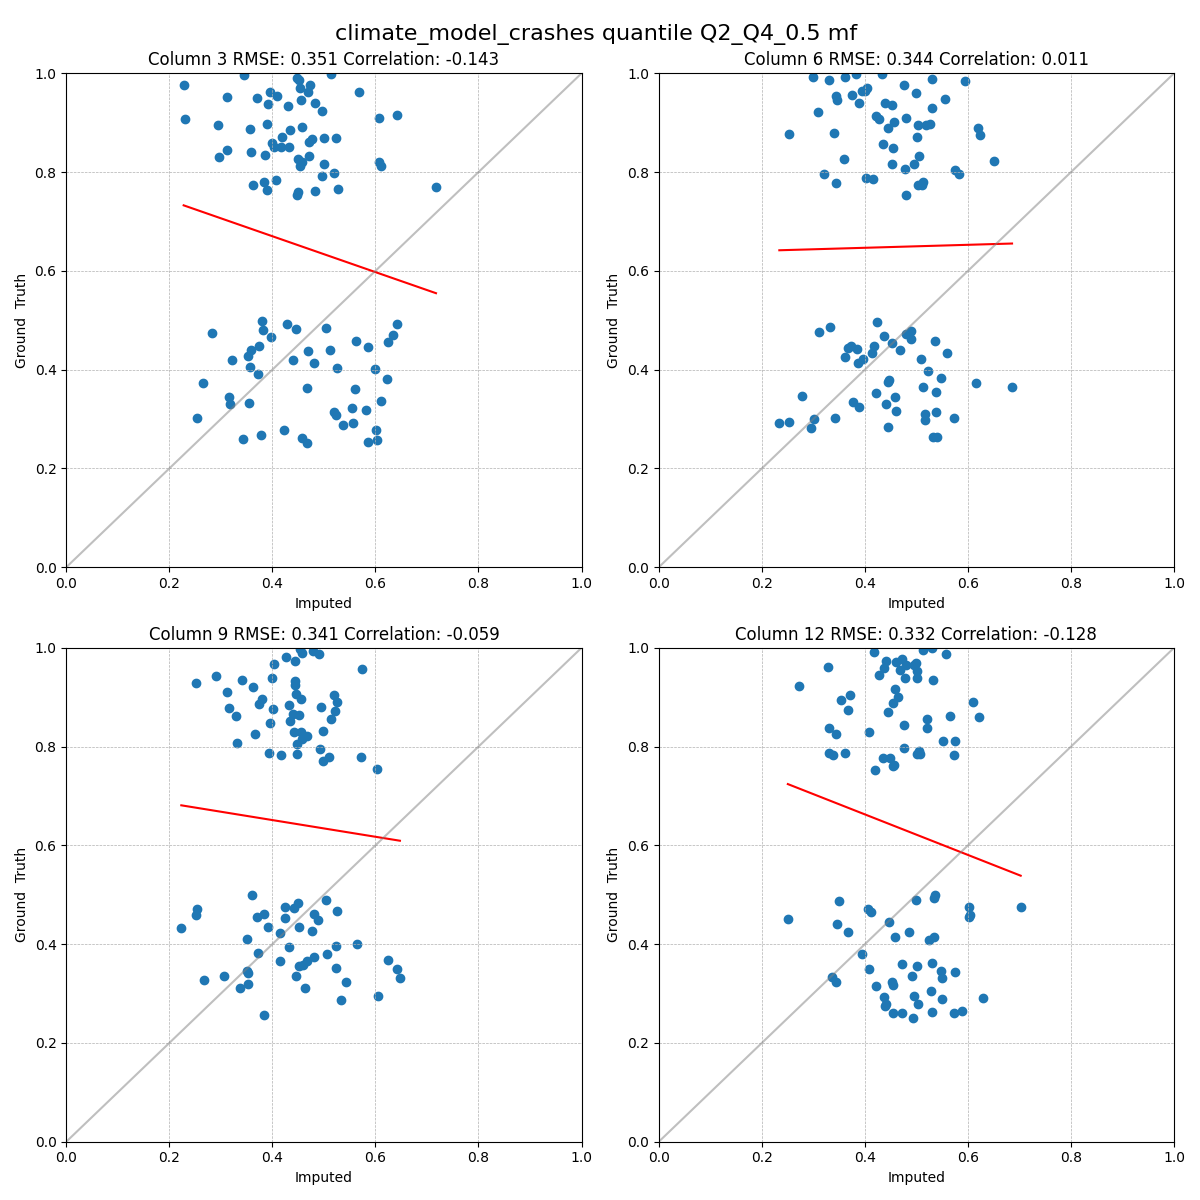 climate_model_crashes quantile Q2_Q4_0.5 mf
Column 3 RMSE: 0.351 Correlation: -0.143
1.0
0.8
0.6
0.4
0.2
0.0
Ground Truth
0.0 0.2 0.4 0.6 0.8 1.0
Imputed
Column 6 RMSE: 0.344 Correlation: 0.011
1.0
0.8
0.6
0.4
0.2
0.0
Ground Truth
0.0 0.2 0.4 0.6 0.8 1.0
Imputed
Column 9 RMSE: 0.341 Correlation: -0.059
1.0
0.8
0.6
0.4
0.2
0.0
Ground Truth
0.0 0.2 0.4 0.6 0.8 1.0
Imputed
Column 12 RMSE: 0.332 Correlation: -0.128
1.0
0.8
0.6
0.4
0.2
0.0
Ground Truth
0.0 0.2 0.4 0.6 0.8 1.0
Imputed